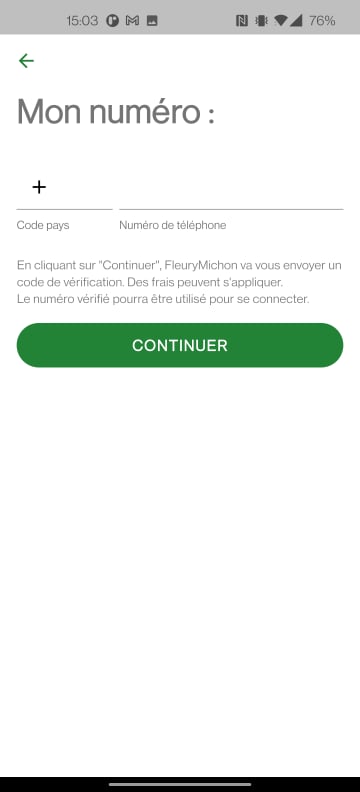 15:03 76%
Mon numéro :
+
Code pays Numéro de téléphone
En cliquant sur "Continuer", FleuryMichon va vous envoyer un
code de vérification. Des frais peuvent s'appliquer.
Le numéro vérifié pourra être utilisé pour se connecter.
CONTINUER